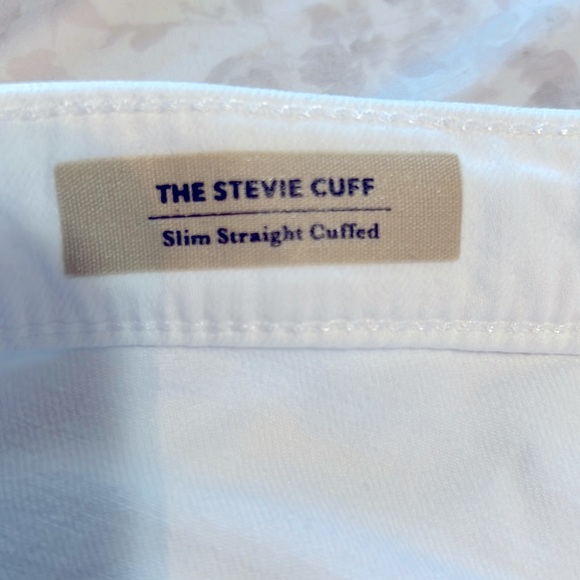 THE STEVIE CUFF
Slim Straight Cuffed